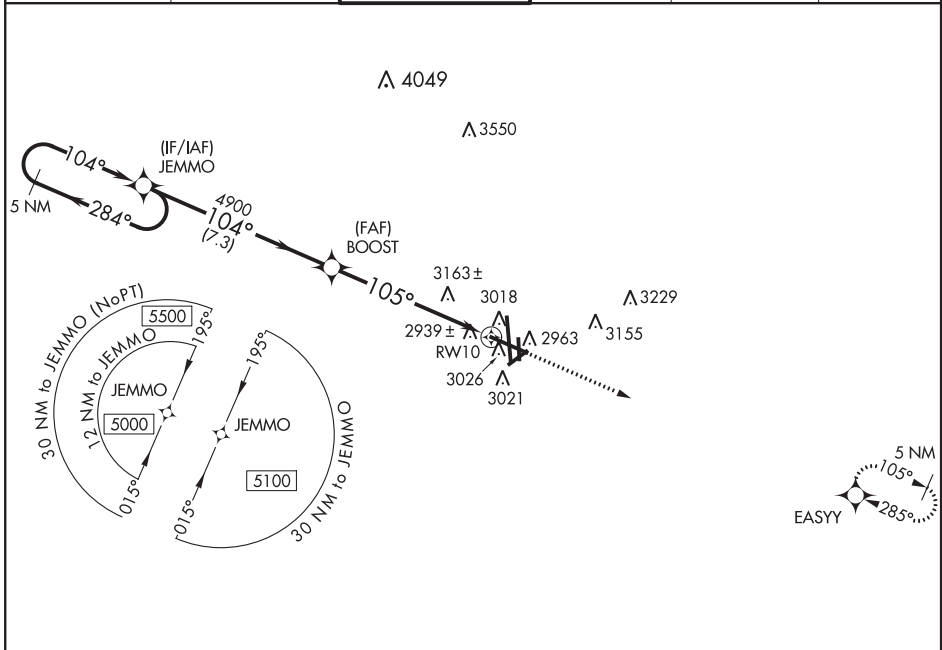 4049
3550
(IF/IAF)
JEMMO
104°
5 NM
284°
4900
104°
(7.3)
(FAF)
BOOST
105°
3163±
3018
3229
3155
2939±
2963
RW10
3026
3021
30 NM to JEMMO (NoPT)
5500
195°
12 NM to JEMMO
JEMMO
5000
015°
195°
JEMMO
5100
015°
30 NM to JEMMO
5 NM
105°
285°
EASYY